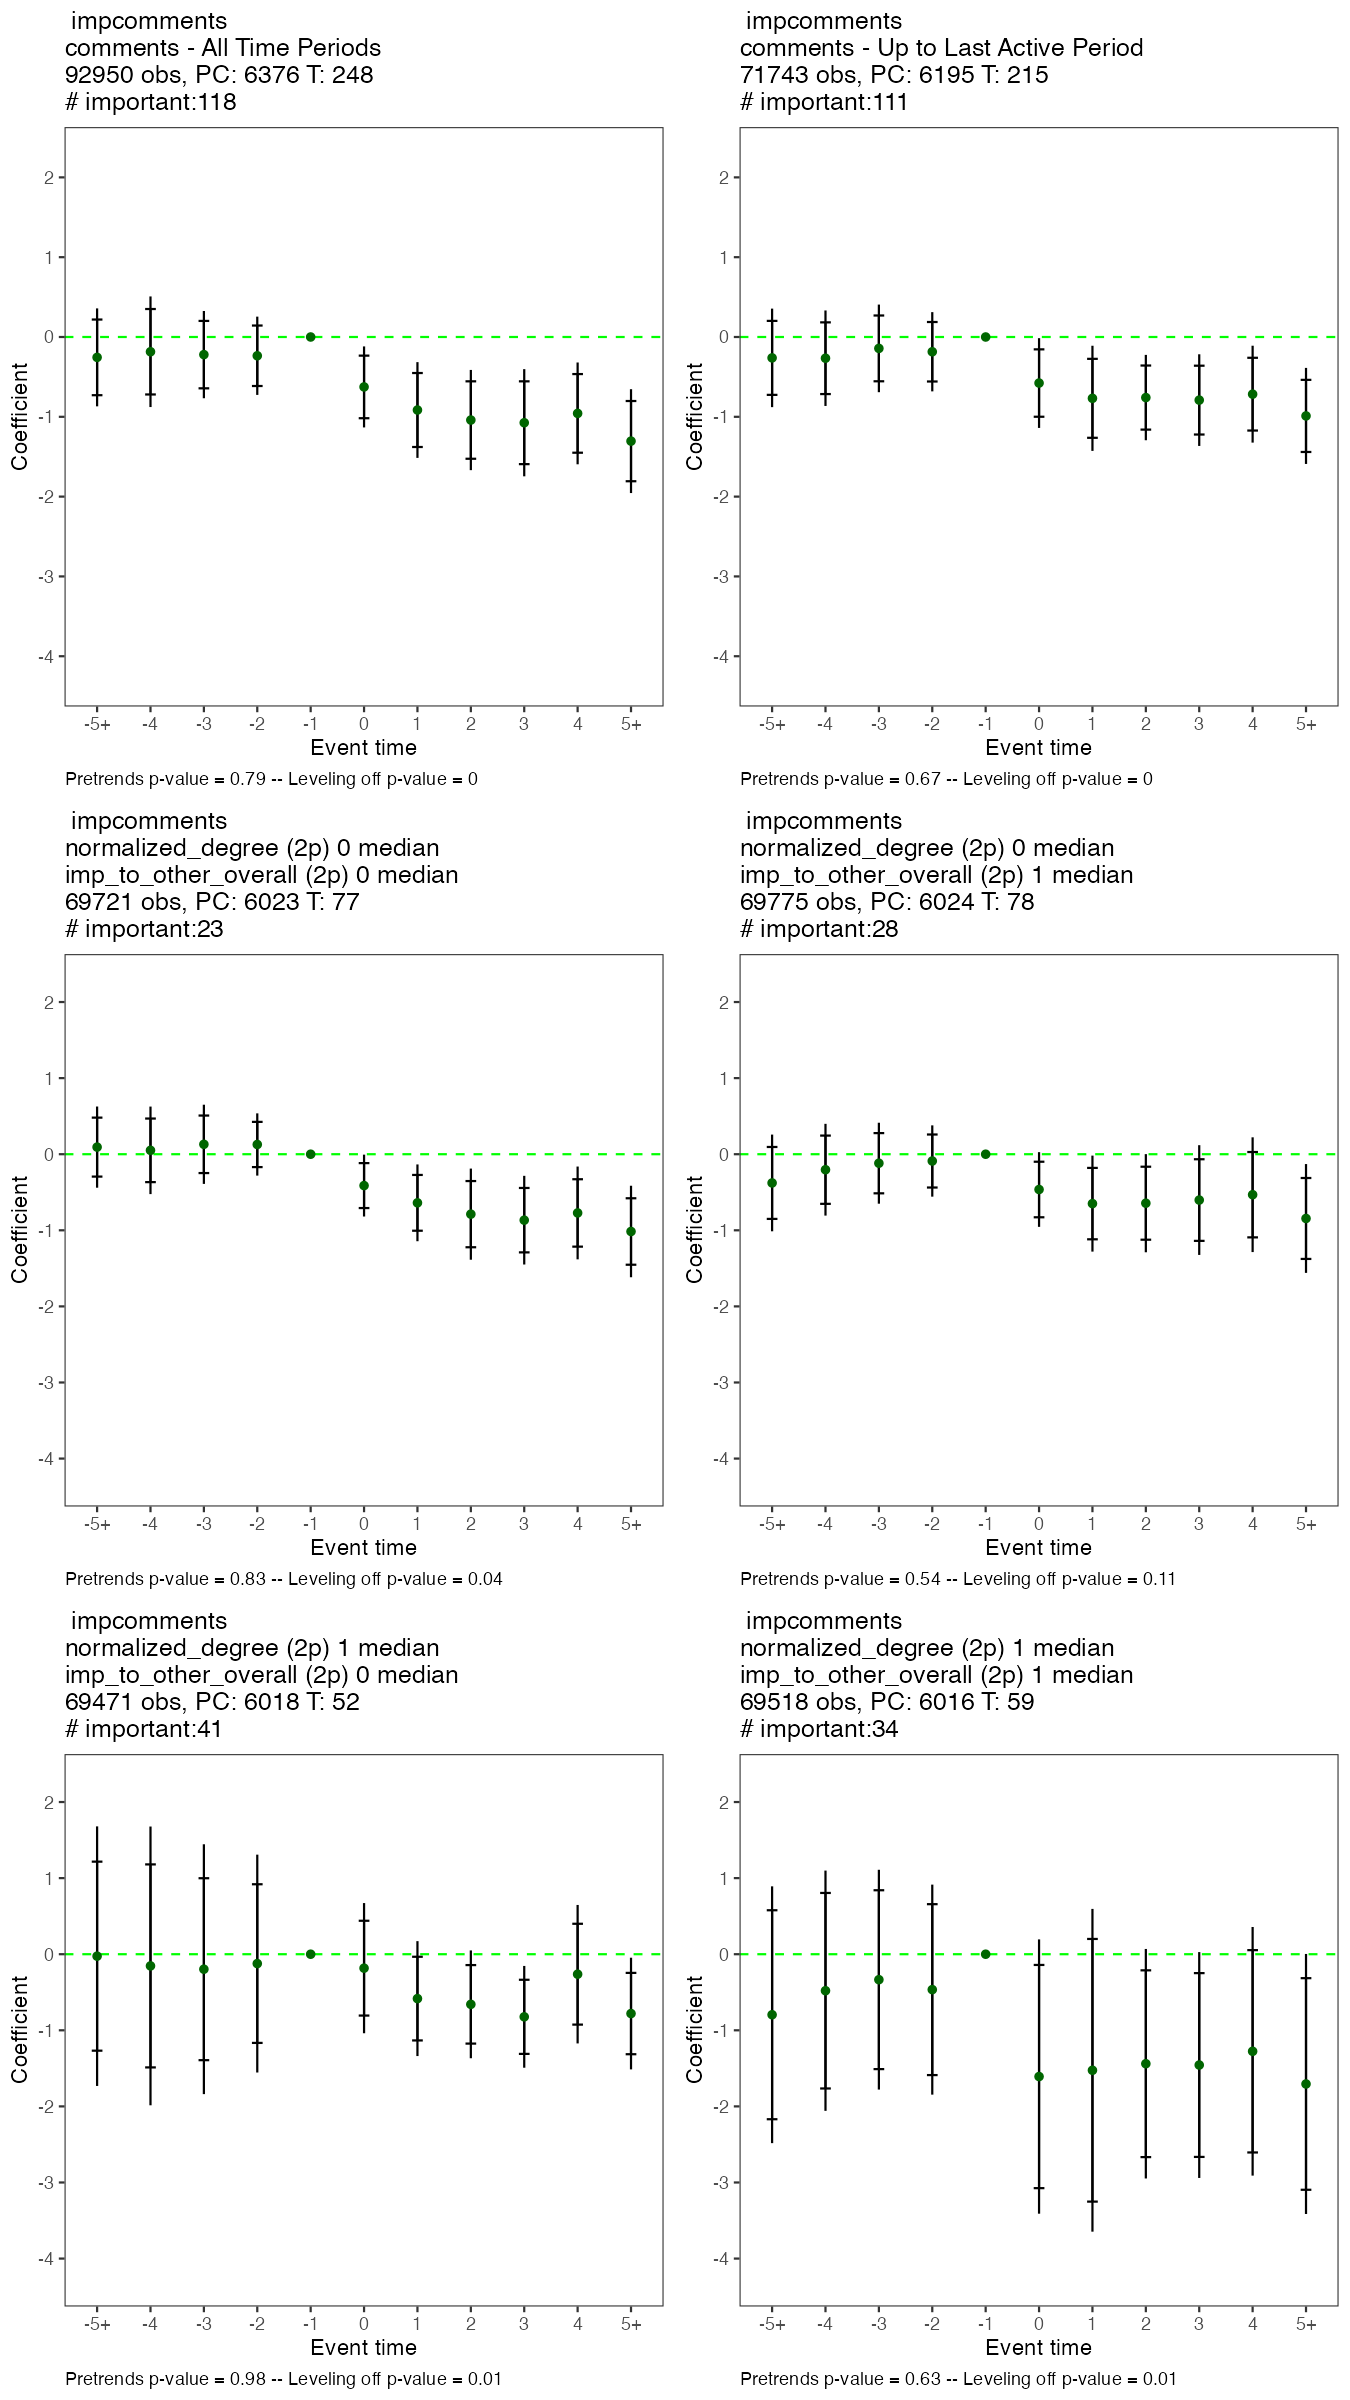 impcomments
comments - All Time Periods
92950 obs, PC: 6376 T: 248
# important:118
2
1
0
-1
-2
-3
-4
Coefficient
-5+ -4 -3 -2 -1 0 1 2 3 4 5+
Event time
Pretrends p-value = 0.79 -- Leveling off p-value = 0
impcomments
comments - Up to Last Active Period
71743 obs, PC: 6195 T: 215
# important:111
2
1
0
-1
-2
-3
-4
Coefficient
-5+ -4 -3 -2 -1 0 1 2 3 4 5+
Event time
Pretrends p-value = 0.67 -- Leveling off p-value = 0
impcomments
normalized_degree (2p) 0 median
imp_to_other_overall (2p) 0 median
69721 obs, PC: 6023 T: 77
# important:23
2
1
0
-1
-2
-3
-4
Coefficient
-5+ -4 -3 -2 -1 0 1 2 3 4 5+
Event time
Pretrends p-value = 0.83 -- Leveling off p-value = 0.04
impcomments
normalized_degree (2p) 0 median
imp_to_other_overall (2p) 1 median
69775 obs, PC: 6024 T: 78
# important:28
2
1
0
-1
-2
-3
-4
Coefficient
-5+ -4 -3 -2 -1 0 1 2 3 4 5+
Event time
Pretrends p-value = 0.54 -- Leveling off p-value = 0.11
impcomments
normalized_degree (2p) 1 median
imp_to_other_overall (2p) 0 median
69471 obs, PC: 6018 T: 52
# important:41
2
1
0
-1
-2
-3
-4
Coefficient
-5+ -4 -3 -2 -1 0 1 2 3 4 5+
Event time
Pretrends p-value = 0.98 -- Leveling off p-value = 0.01
impcomments
normalized_degree (2p) 1 median
imp_to_other_overall (2p) 1 median
69518 obs, PC: 6016 T: 59
# important:34
2
1
0
-1
-2
-3
-4
Coefficient
-5+ -4 -3 -2 -1 0 1 2 3 4 5+
Event time
Pretrends p-value = 0.63 -- Leveling off p-value = 0.01